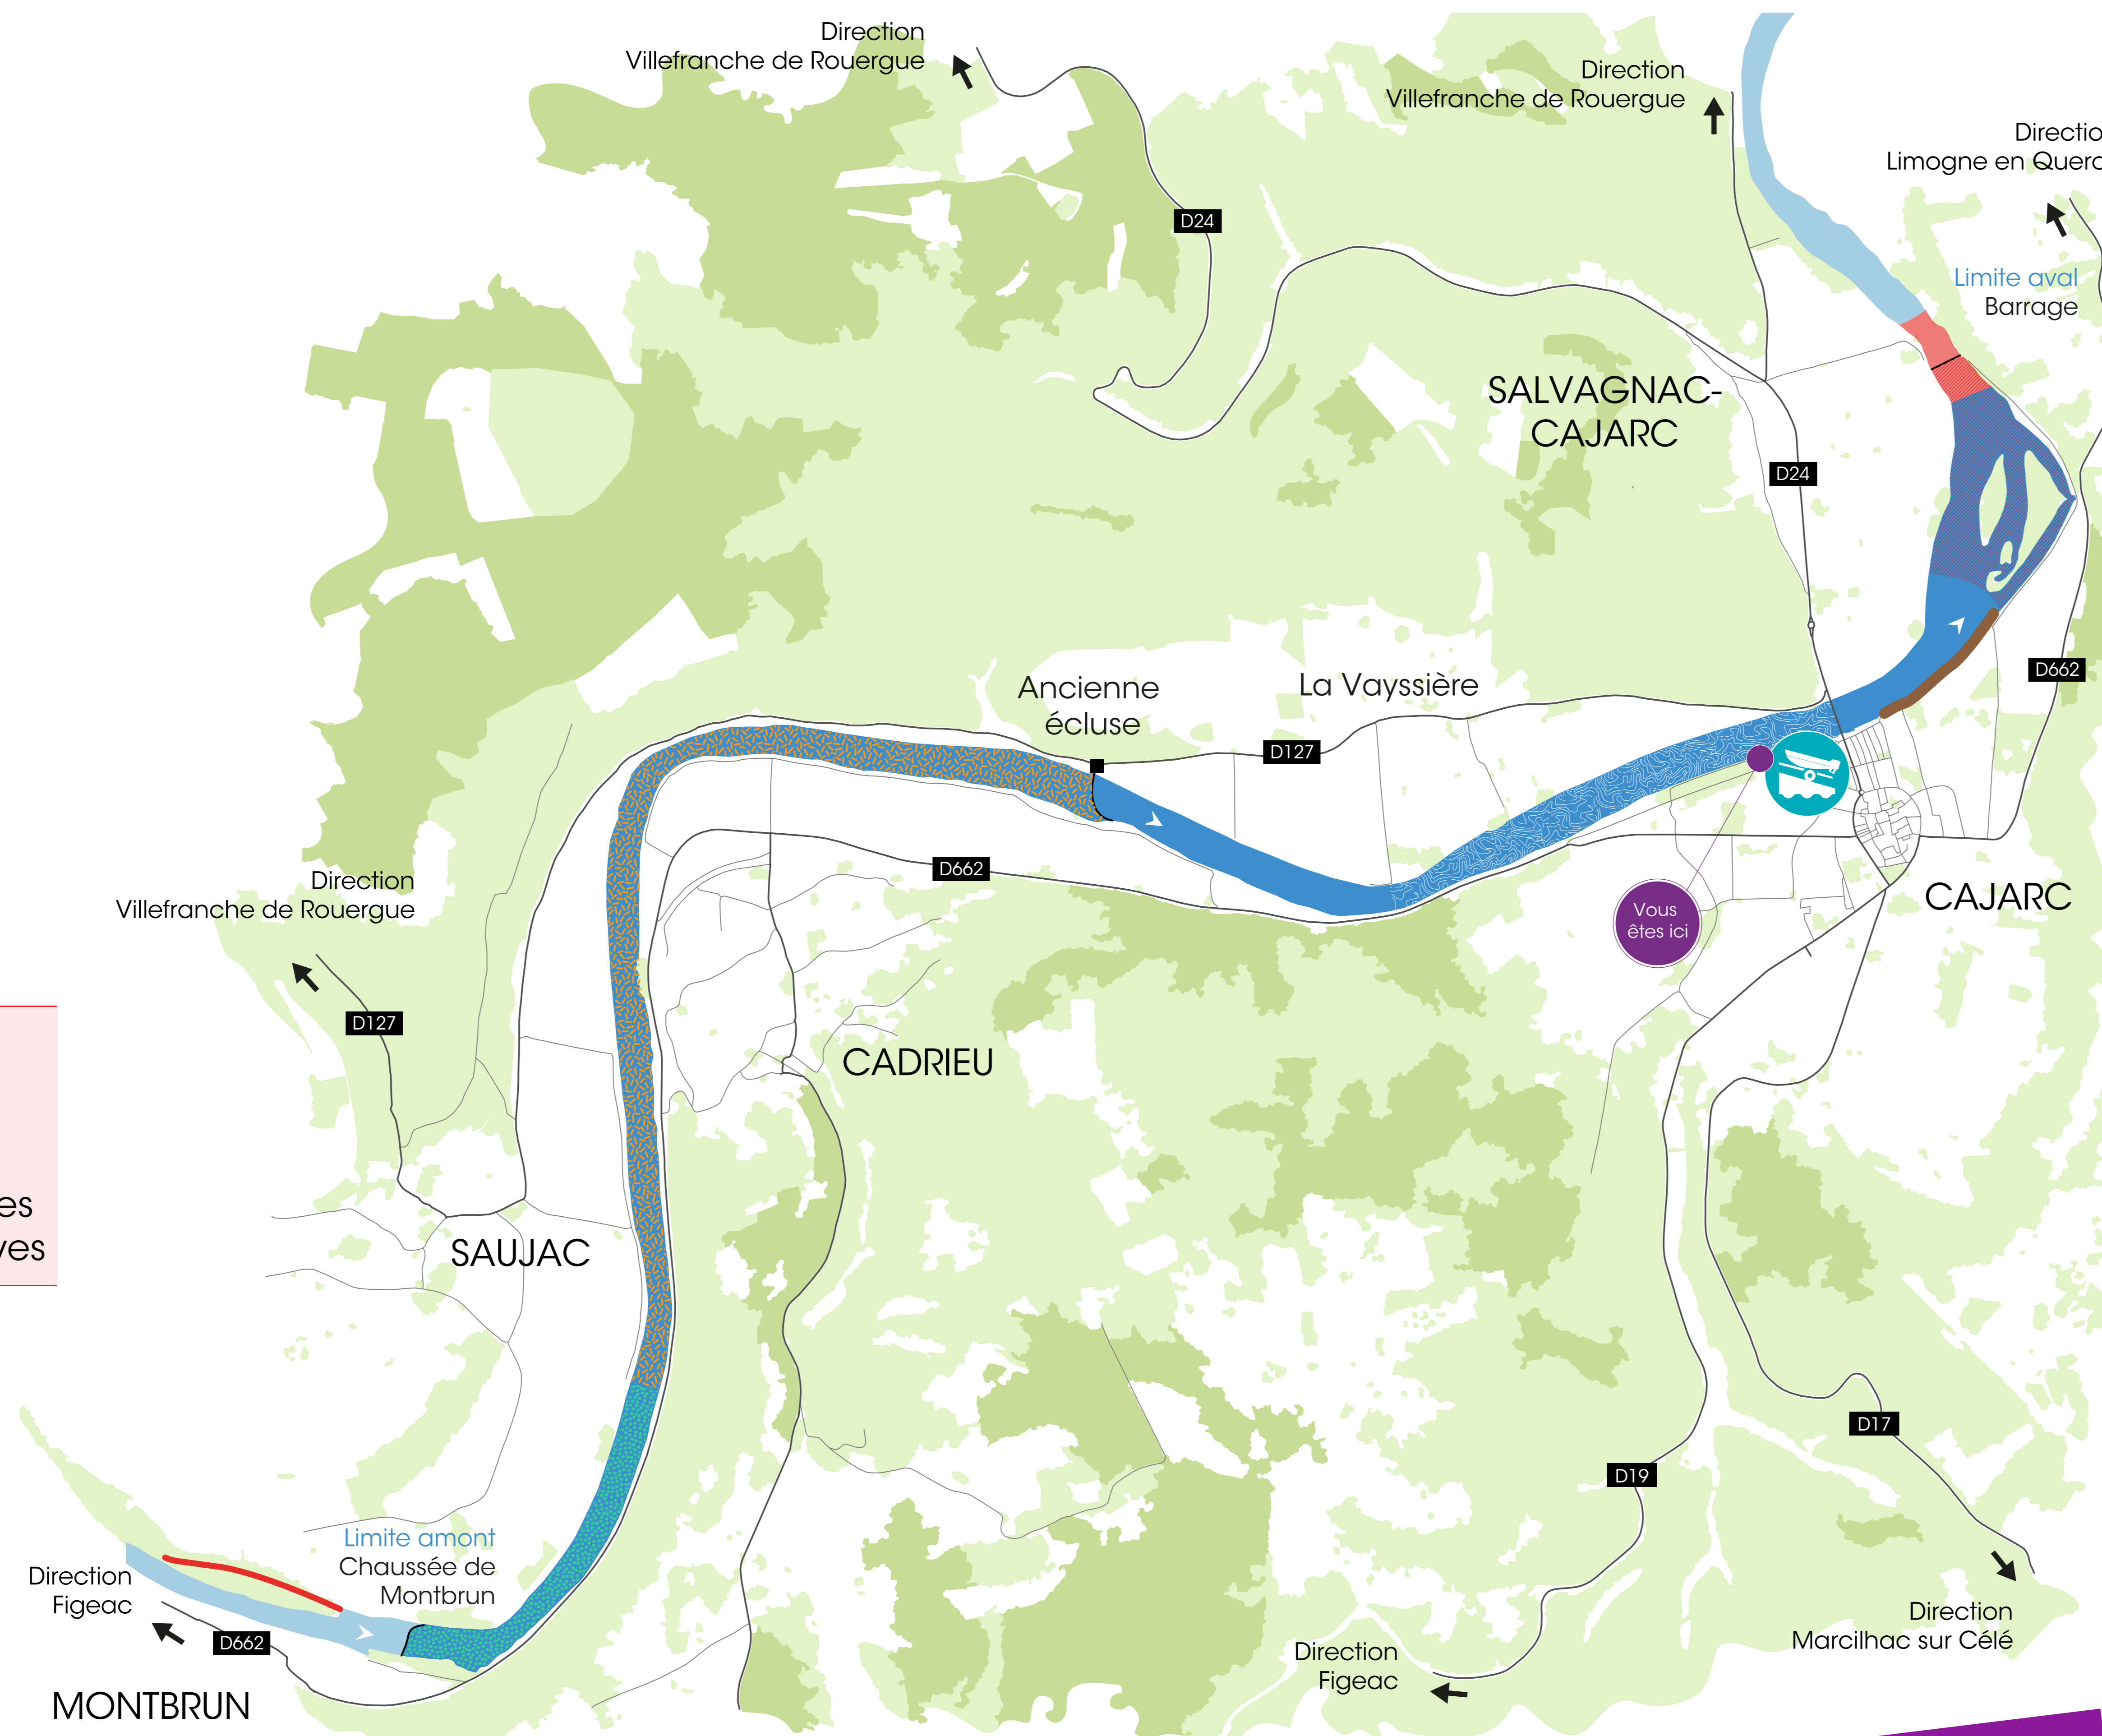 Direction
Villefranche de Rouergue
Direction
Villefranche de Rouergue
Directio
Limogne en Querc
D24
Limite aval
Barrage
SALVAGNAC-
CAJARC
D24
Ancienne
écluse
La Vayssière
D662
D127
D662
Direction
Villefranche de Rouergue
Vous
êtes ici
CAJARC
D127
CADRIEU
es
ves
SAUJAC
D17
D19
Limite amont
Chaussée de
Montbrun
Direction
Figeac
D662
Direction
Marcilhac sur Célé
Direction
Figeac
MONTBRUN